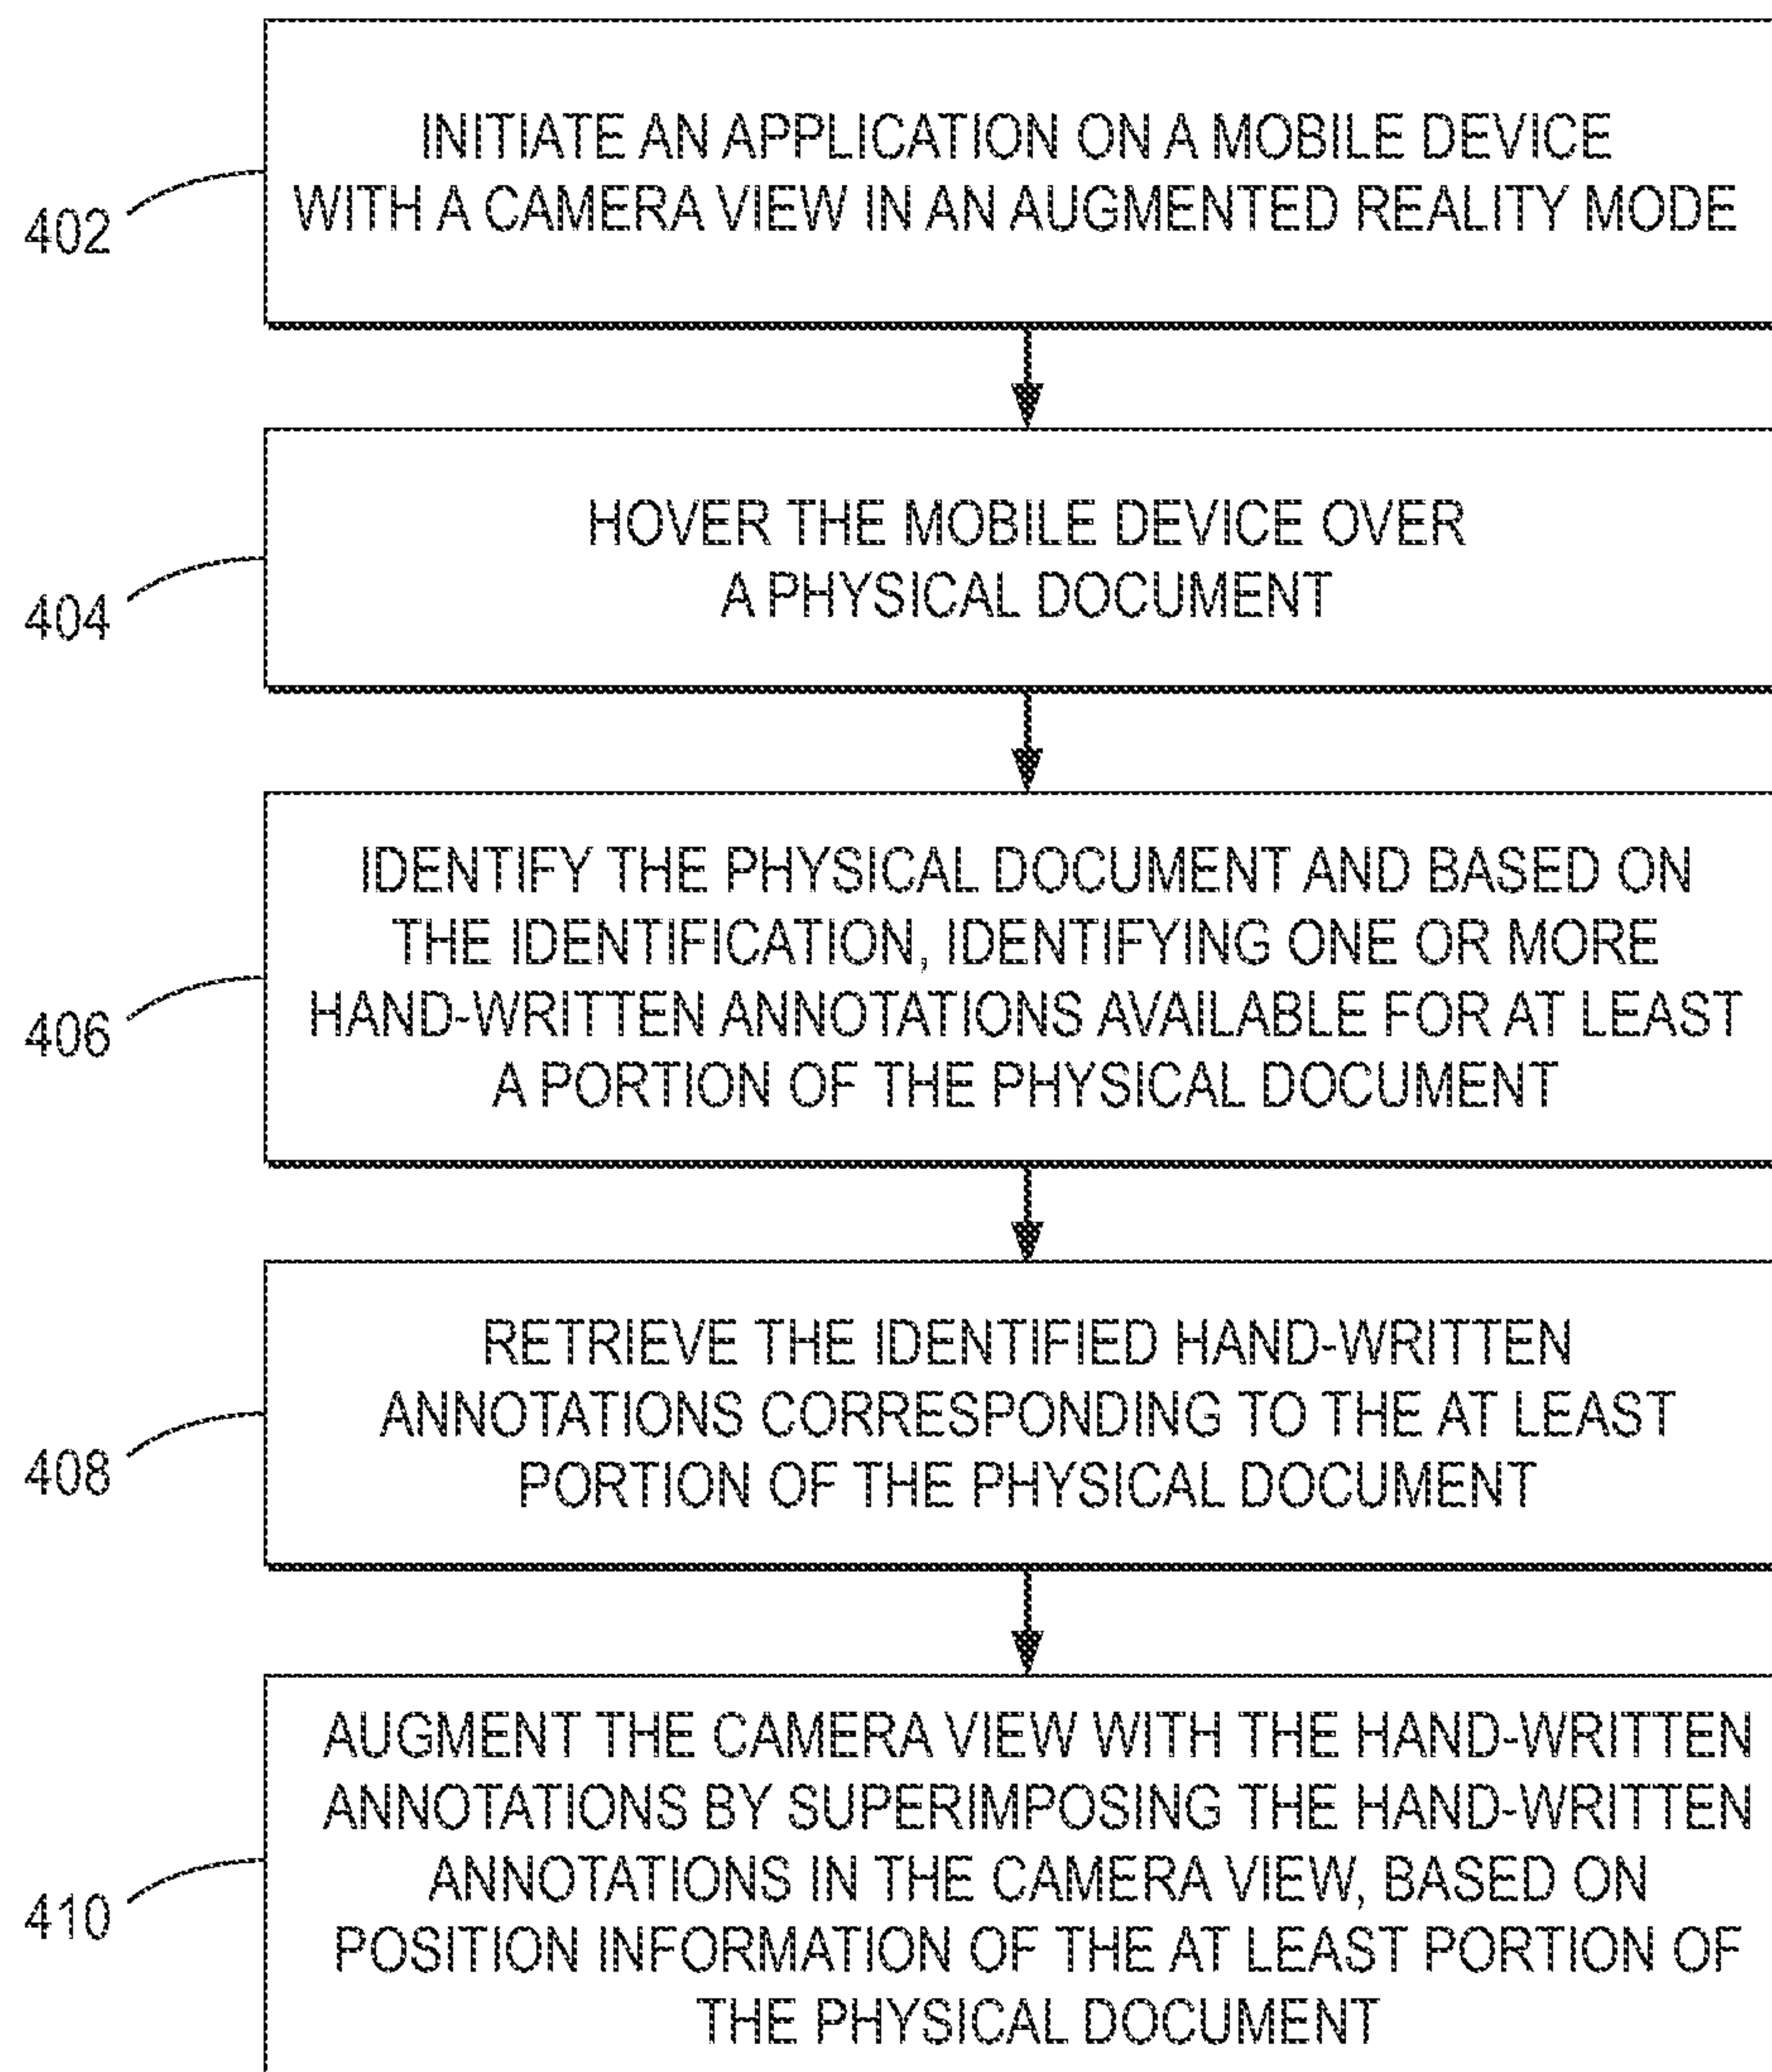 402
INITIATE AN APPLICATION ON A MOBILE DEVICE
WITH A CAMERA VIEW IN AN AUGMENTED REALITY MODE
404
HOVER THE MOBILE DEVICE OVER
A PHYSICAL DOCUMENT
406
IDENTIFY THE PHYSICAL DOCUMENT AND BASED ON
THE IDENTIFICATION, IDENTIFYING ONE OR MORE
HAND-WRITTEN ANNOTATIONS AVAILABLE FOR AT LEAST
A PORTION OF THE PHYSICAL DOCUMENT
408
RETRIEVE THE IDENTIFIED HAND-WRITTEN
ANNOTATIONS CORRESPONDING TO THE AT LEAST
PORTION OF THE PHYSICAL DOCUMENT
410
AUGMENT THE CAMERA VIEW WITH THE HAND-WRITTEN
ANNOTATIONS BY SUPERIMPOSING THE HAND-WRITTEN
ANNOTATIONS IN THE CAMERA VIEW, BASED ON
POSITION INFORMATION OF THE AT LEAST PORTION OF
THE PHYSICAL DOCUMENT